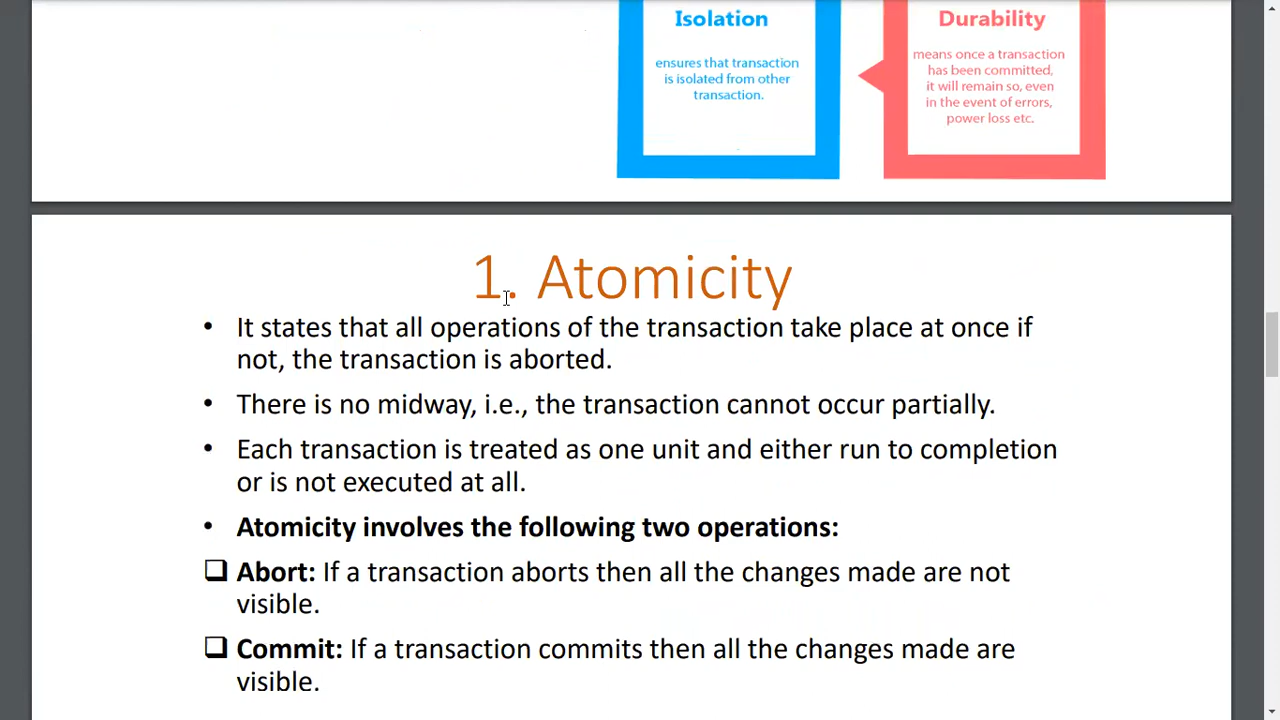 Isolation
ensures that transaction
is isolated from other
transaction.
Durability
means once a transaction
has been committed,
it will remain so, even
in the event of errors,
power loss etc.
1. Atomicity
• It states that all operations of the transaction take place at once if
not, the transaction is aborted.
• There is no midway, i.e., the transaction cannot occur partially.
• Each transaction is treated as one unit and either run to completion
or is not executed at all.
• Atomicity involves the following two operations:
❑ Abort: If a transaction aborts then all the changes made are not
visible.
❑ Commit: If a transaction commits then all the changes made are
visible.